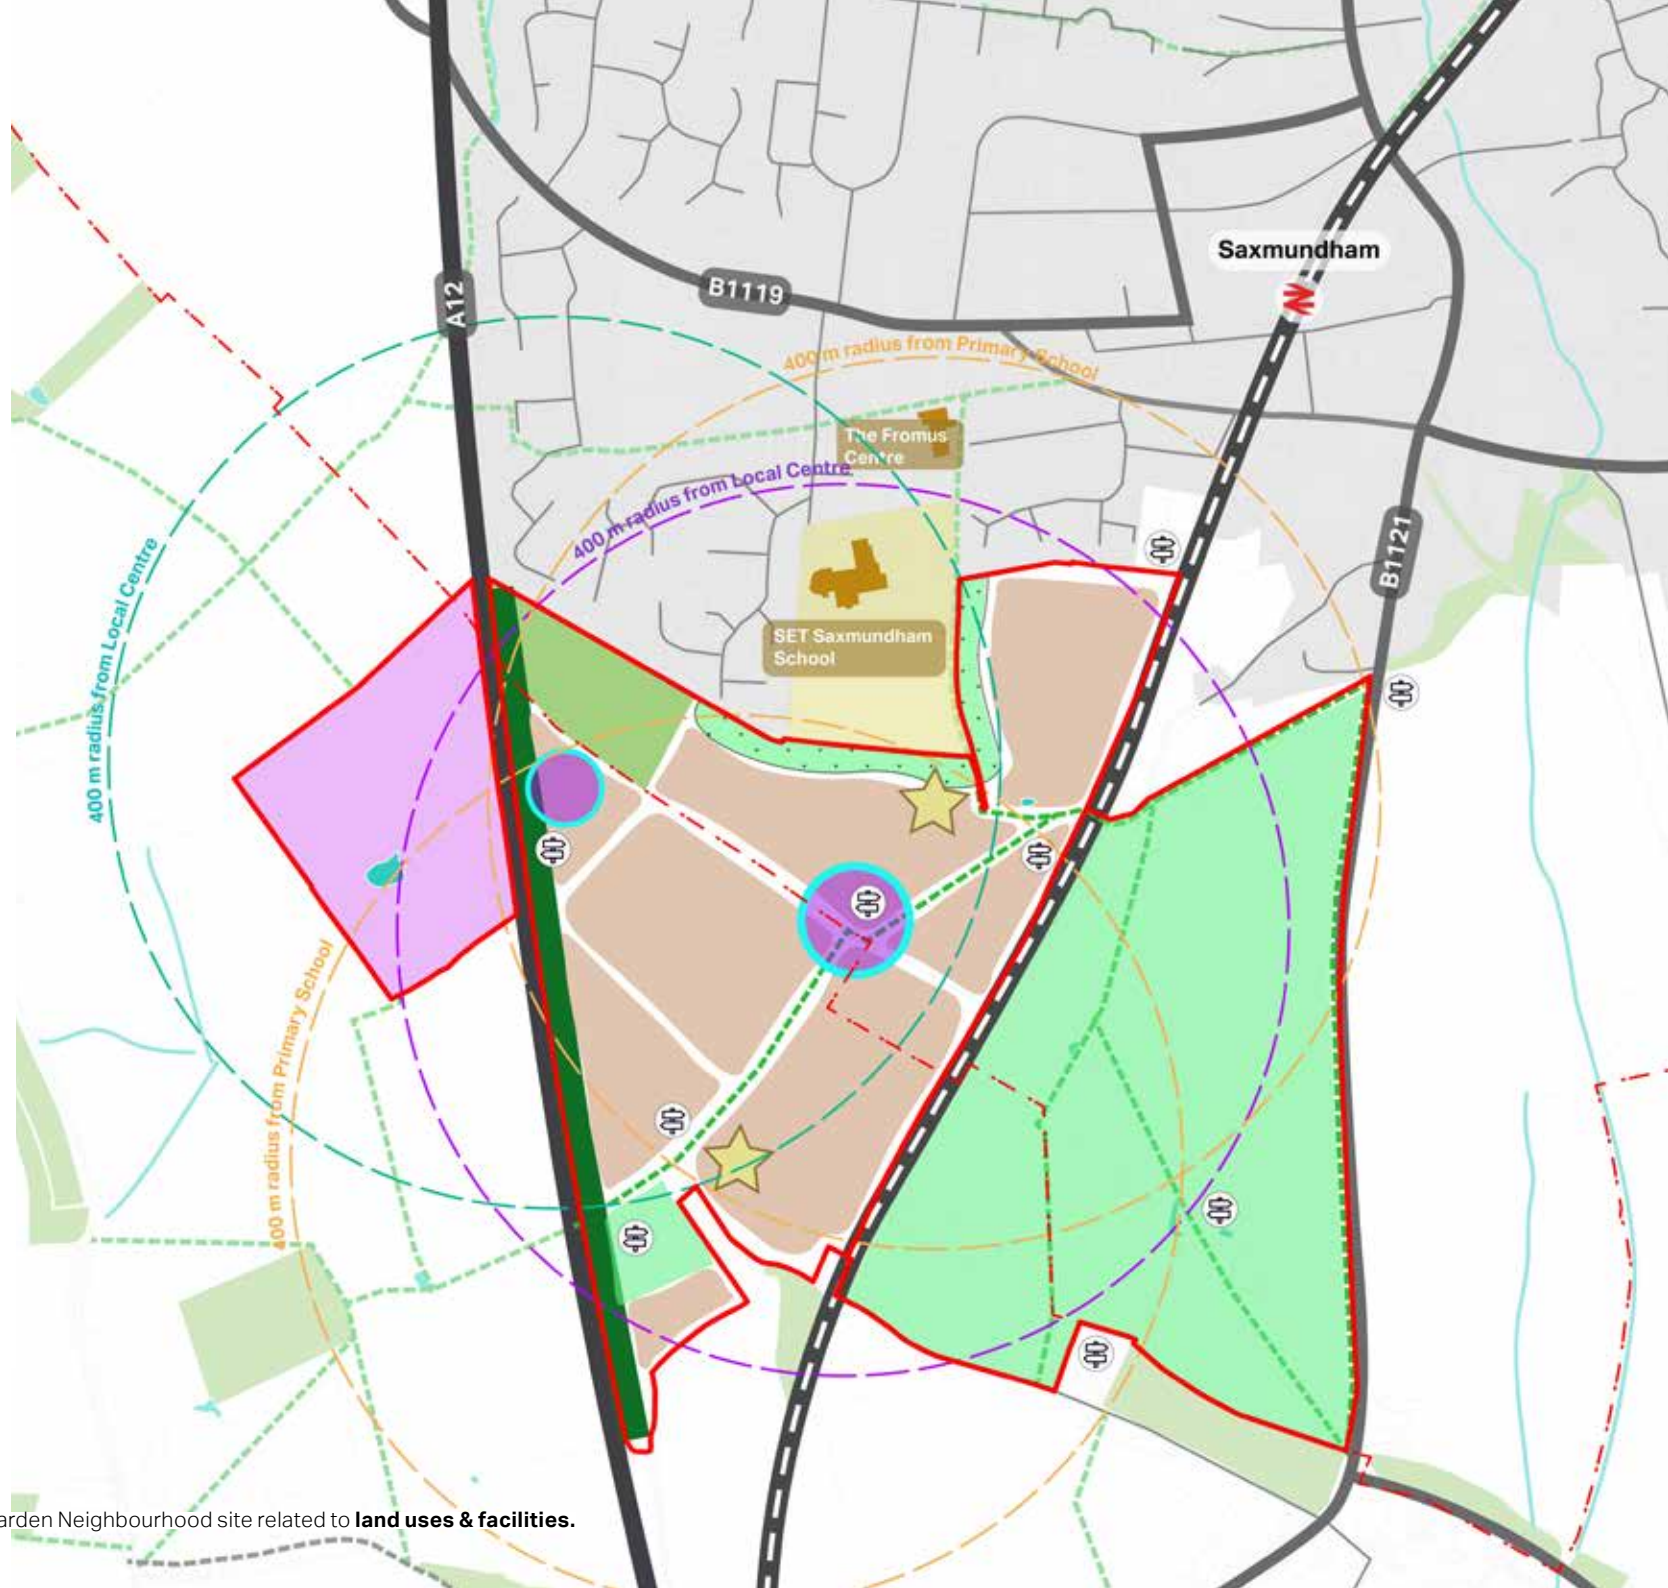 Saxmundham
A12
B1119
400 m radius from Primary School
The Fromus
Centre
400 m radius from Local Centre
B1121
400 m radius from Local Centre
SET Saxmundham
School
400 m radius from Primary School
arden Neighbourhood site related to land uses & facilities.